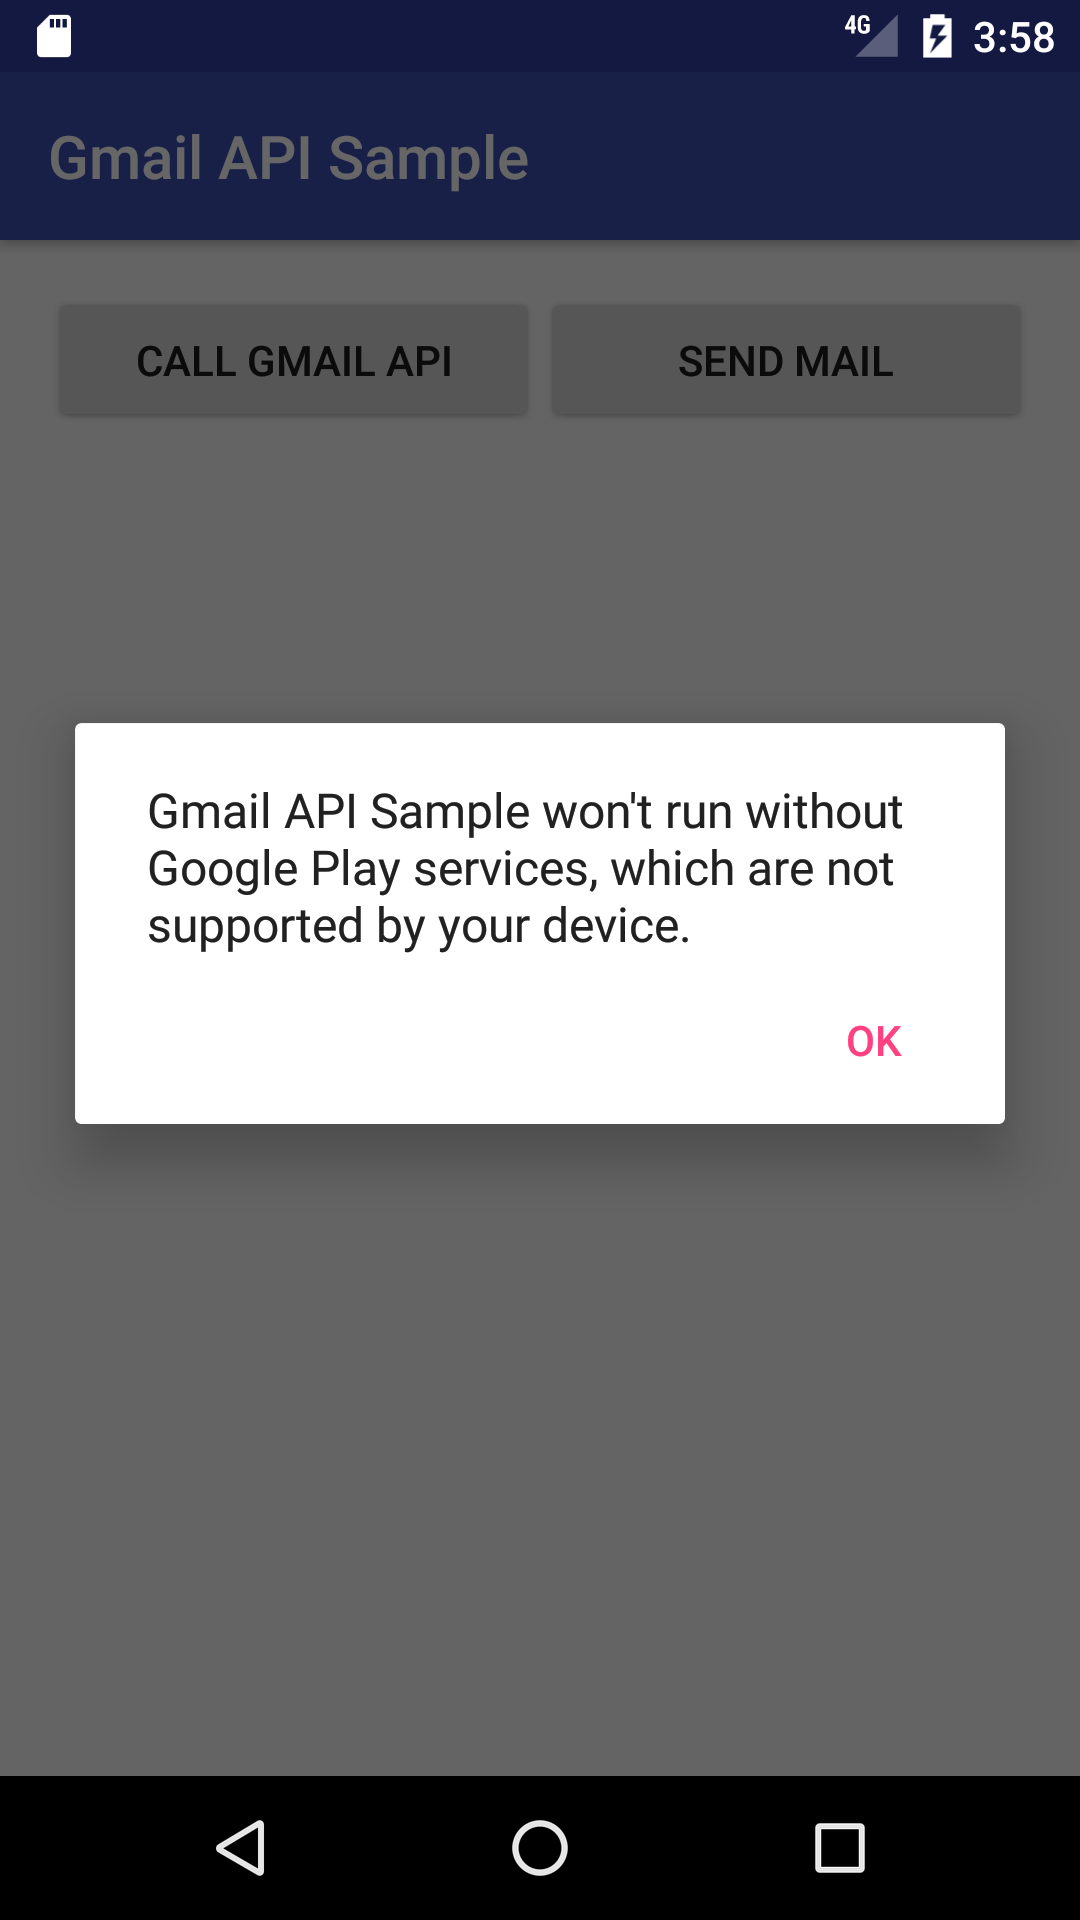 4G 3:58
Gmail API Sample
CALL GMAIL API SEND MAIL
Gmail API Sample won't run without
Google Play services, which are not
supported by your device.
OK